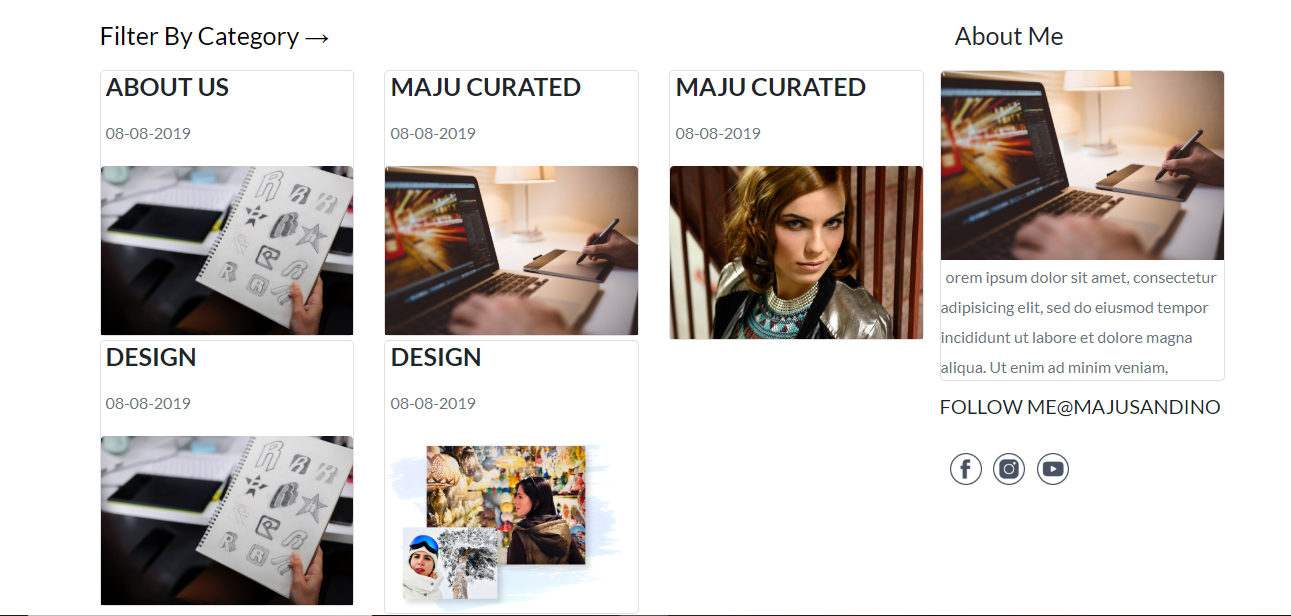 Filter By Category →
About Me
ABOUT US
08-08-2019
MAJU CURATED
08-08-2019
MAJU CURATED
08-08-2019
orem ipsum dolor sit amet, consectetur
adipisicing elit, sed do eiusmod tempor
incididunt ut labore et dolore magna
aliqua. Ut enim ad minim veniam,
FOLLOW ME@MAJUSANDINO
DESIGN
08-08-2019
DESIGN
08-08-2019